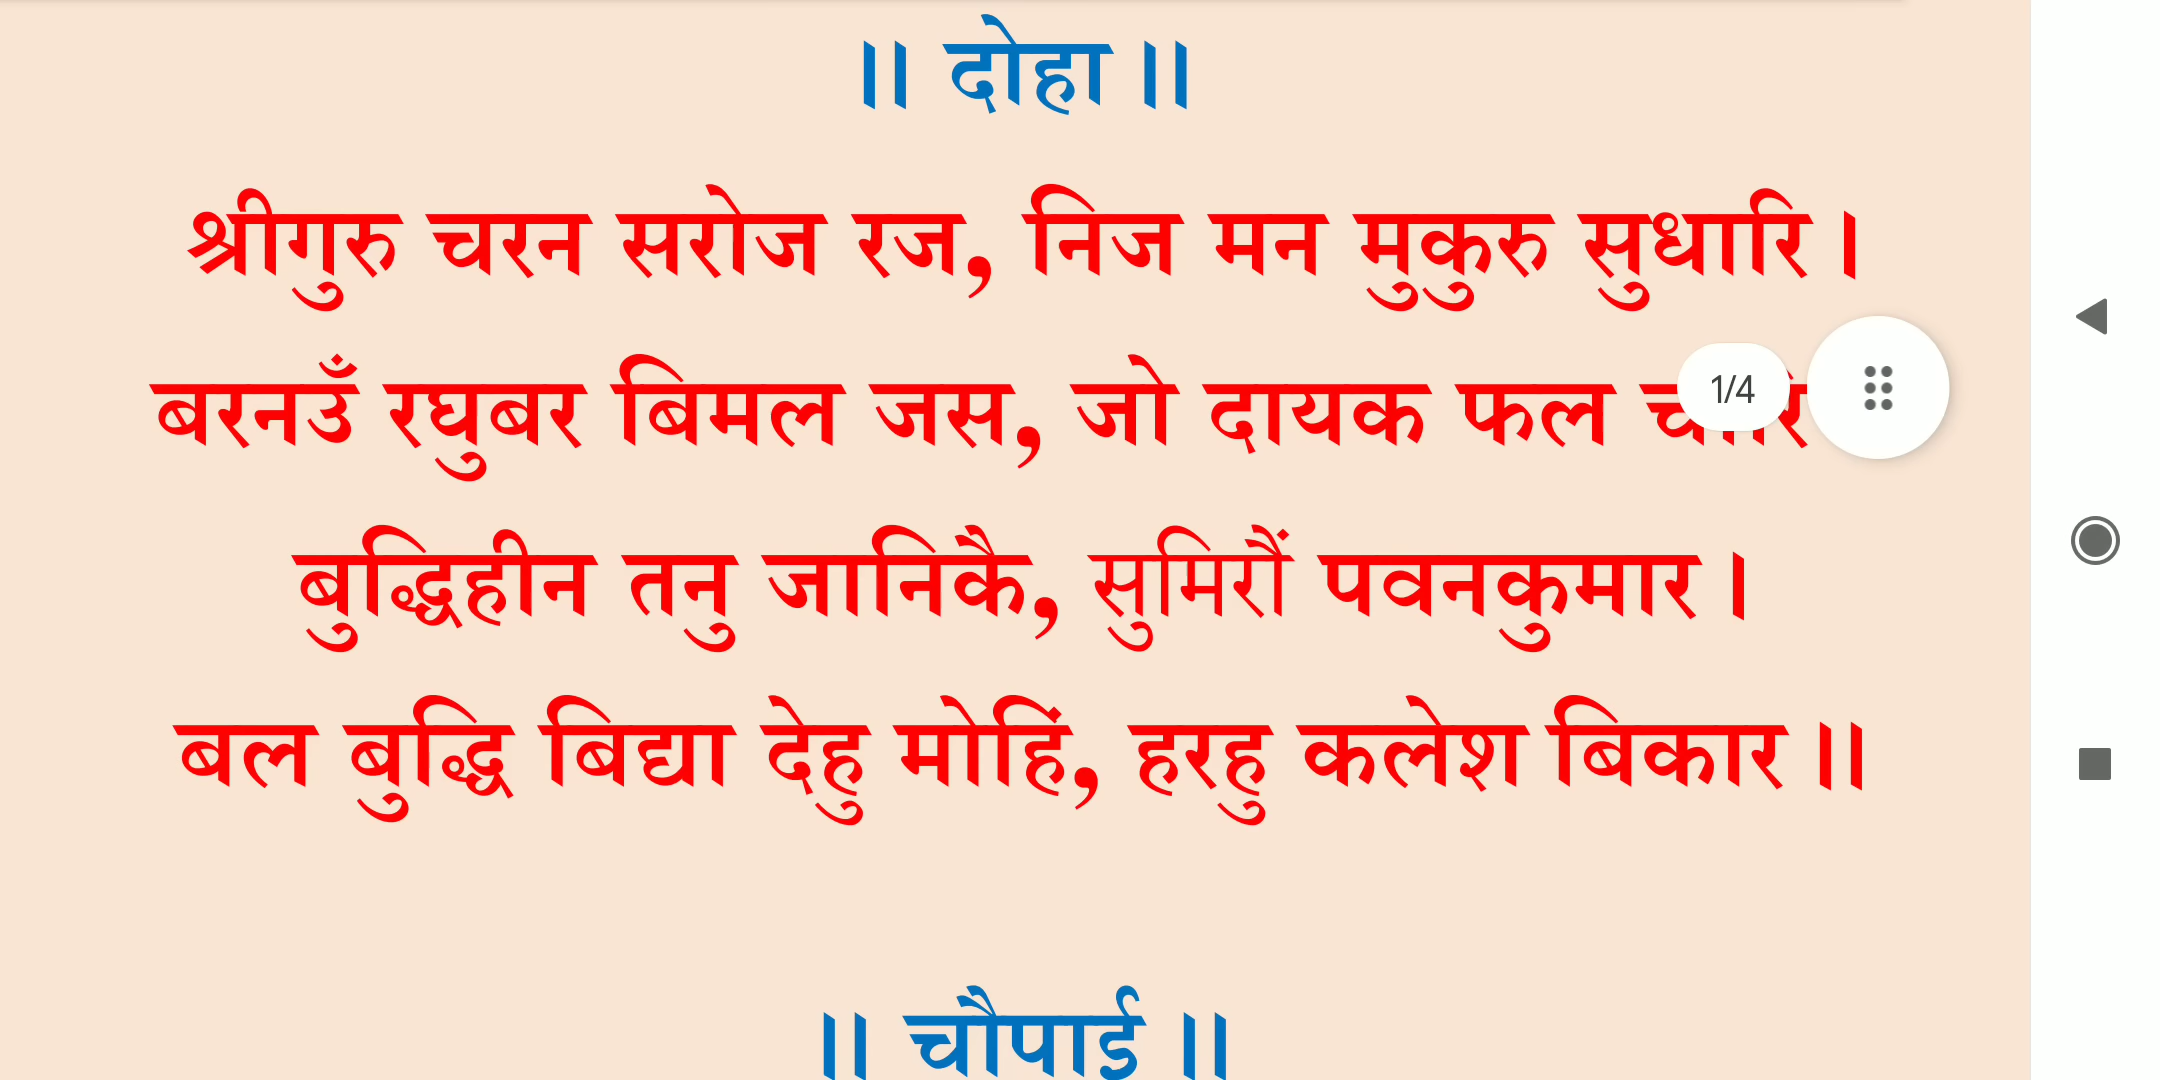 ॥ दोहा ॥
श्रीगुरु चरन सरोज रज, निज मन मुकुरु सुधारि।
बरनउँ रघुबर बिमल जस, जो दायक फल
1/4
बुद्धिहीन तनु जानिकै, सुमिरौं पवनकुमार।
बल बुद्धि बिद्या देहु मोहिं, हरहु कलेश बिकार॥
॥ चौपाई ॥